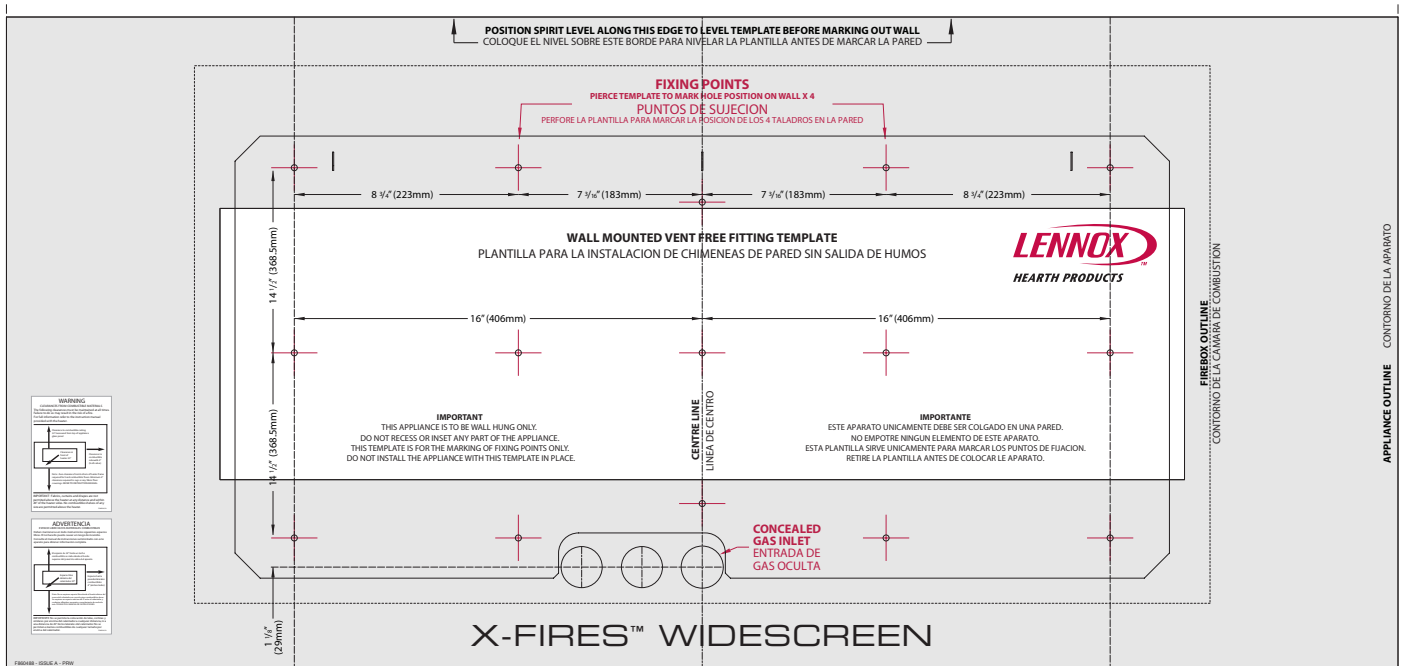 POSITION SPIRIT LEVEL ALONG THIS EDGE TO LEVEL TEMPLATE BEFORE MARKING OUT WALL
COLOQUE EL NIVEL SOBRE ESTE BORDE PARA NIVELAR LA PLANTILLA ANTES DE MARCAR LA PARED
FIXING POINTS
PIERCE TEMPLATE TO MARK HOLE POSITION ON WALL X 4
PUNTOS DE SUJECION
PERFORE LA PLANTILLA PARA MARCAR LA POSICION DE LOS 4 TALADROS EN LA PARED
8 3/4" (223mm)
7 3/16" (183mm)
7 3/16" (183mm)
8 3/4" (223mm)
14 1/2" (368.5mm)
WALL MOUNTED VENT FREE FITTING TEMPLATE
PLANTILLA PARA LA INSTALACION DE CHIMENEAS DE PARED SIN SALIDA DE HUMOS
LENNOX
TM
HEARTH PRODUCTS
16" (406mm)
16" (406mm)
FIREBOX OUTLINE
CONTORNO DE LA CAMARA DE COMBUSTION
APPLIANCE OUTLINE CONTORNO DE LA APARATO
14 1/2" (368.5mm)
IMPORTANT
THIS APPLIANCE IS TO BE WALL HUNG ONLY.
DO NOT RECESS OR INSET ANY PART OF THE APPLIANCE.
THIS TEMPLATE IS FOR THE MARKING OF FIXING POINTS ONLY.
DO NOT INSTALL THE APPLIANCE WITH THIS TEMPLATE IN PLACE.
CENTRE LINE
LINEA DE CENTRO
IMPORTANTE
ESTE APARATO UNICAMENTE DEBE SER COLGADO EN UNA PARED.
NO EMPOTRE NINGUN ELEMENTO DE ESTE APARATO.
ESTA PLANTILLA SIRVE UNICAMENTE PARA MARCAR LOS PUNTOS DE FIJACION.
RETIRE LA PLANTILLA ANTES DE COLOCAR LE APARATO.
WARNING
ADVERTENCIA
CONCEALED
GAS INLET
ENTRADA DE
GAS OCULTA
1 1/8"
(29mm)
X-FIRES™ WIDESCREEN
F860488 - ISSUE A - PRW